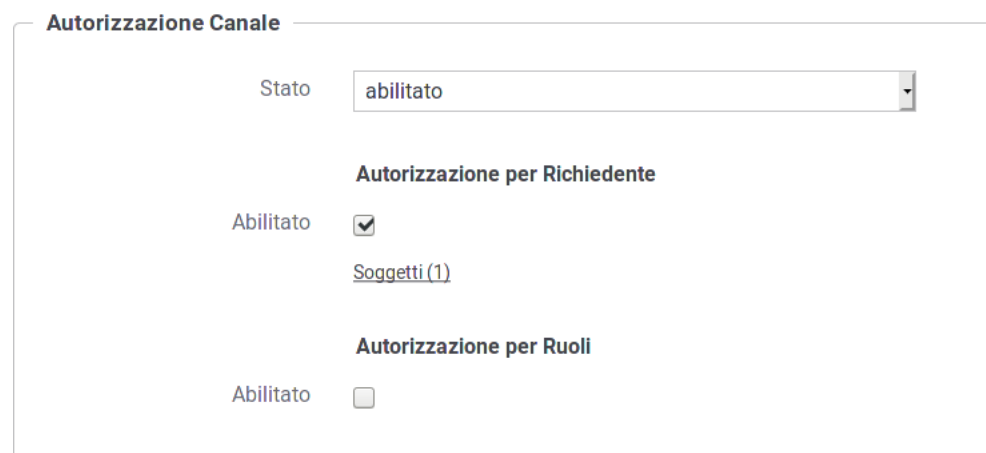 Autorizzazione Canale
Stato abilitato
Autorizzazione per Richiedente
Abilitato
Soggetti (1)
Autorizzazione per Ruoli
Abilitato